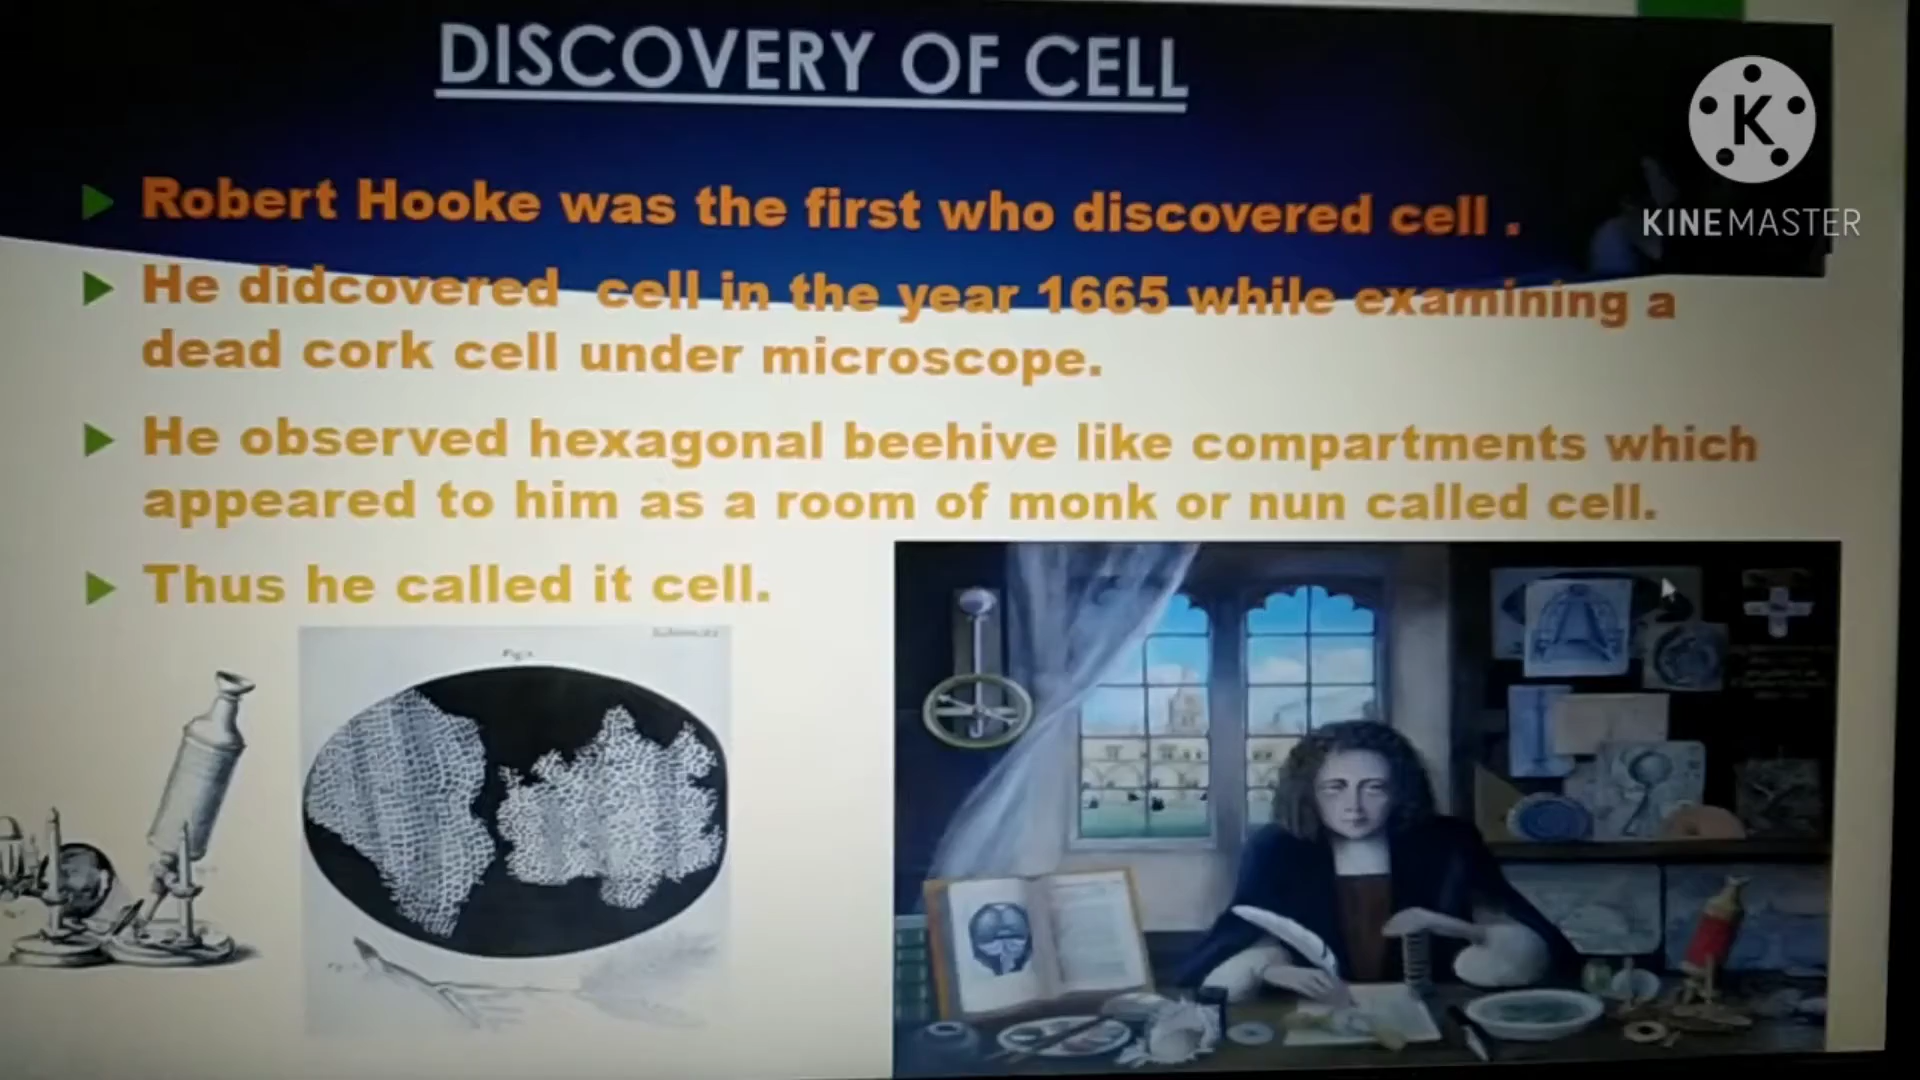 DISCOVERY OF CELL
K
KINEMASTER
Robert Hooke was the first who discovered cell .
He didcovered cell in the year 1665 while examining a
dead cork cell under microscope.
He observed hexagonal beehive like compartments which
appeared to him as a room of monk or nun called cell.
Thus he called it cell.